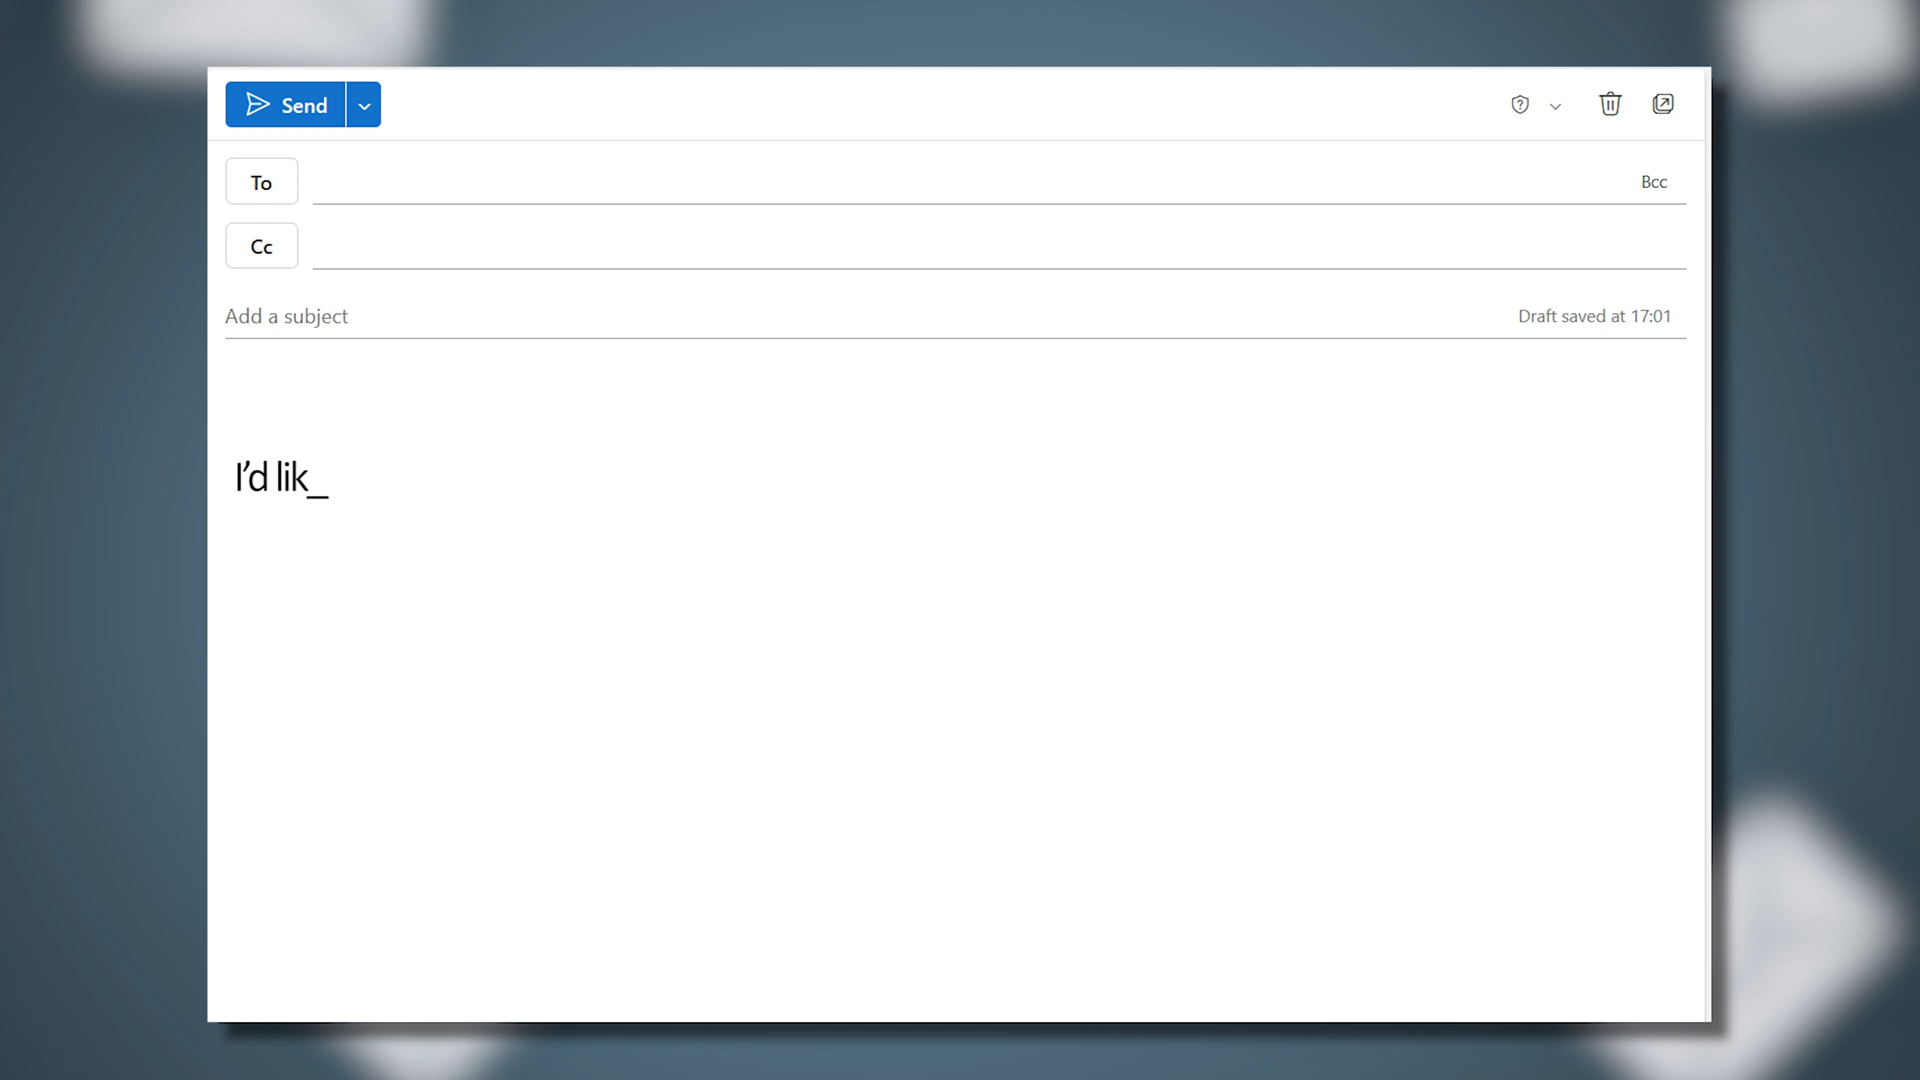 Send
To
Bcc
Cc
Add a subject
Draft saved at 17:01
I’d lik_